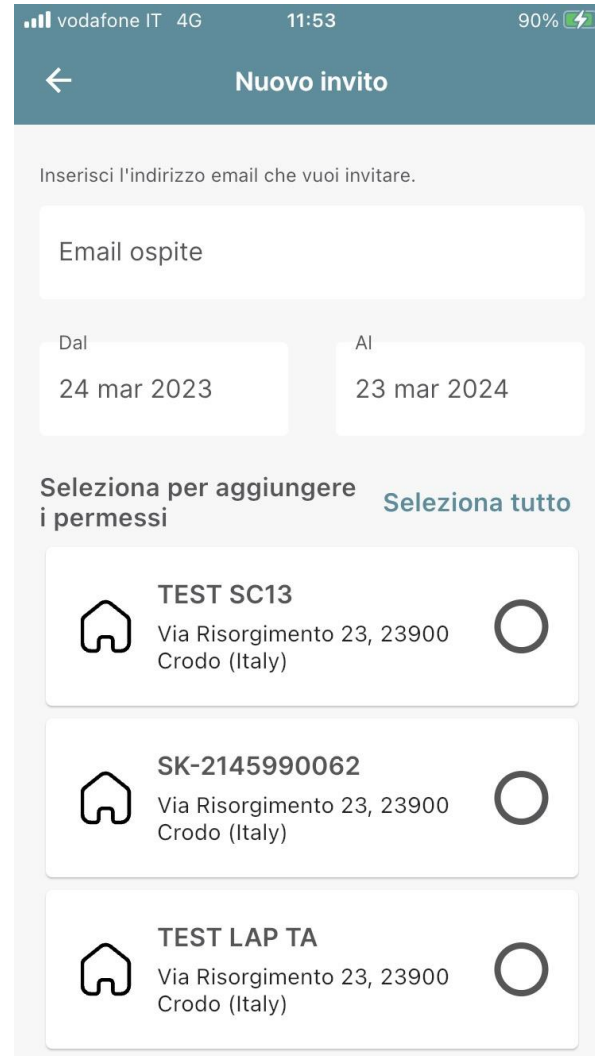 vodafone IT 4G 11:53 90%
Nuovo invito
Inserisci l'indirizzo email che vuoi invitare.
Email ospite
Dal
24 mar 2023
Al
23 mar 2024
Seleziona per aggiungere
i permessi
Seleziona tutto
TEST SC13
Via Risorgimento 23, 23900
Crodo (Italy)
SK-2145990062
Via Risorgimento 23, 23900
Crodo (Italy)
TEST LAP TA
Via Risorgimento 23, 23900
Crodo (Italy)